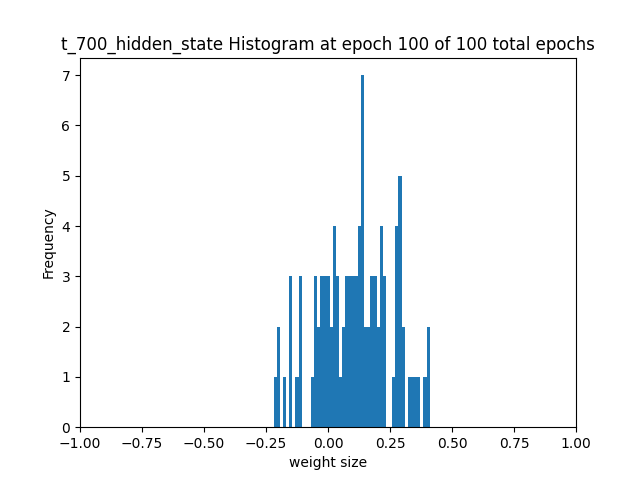 t_700_hidden_state Histogram at epoch 100 of 100 total epochs
Frequency
7
6
5
4
3
2
1
0
−1.00 −0.75 −0.50 −0.25 0.00 0.25 0.50 0.75 1.00
weight size